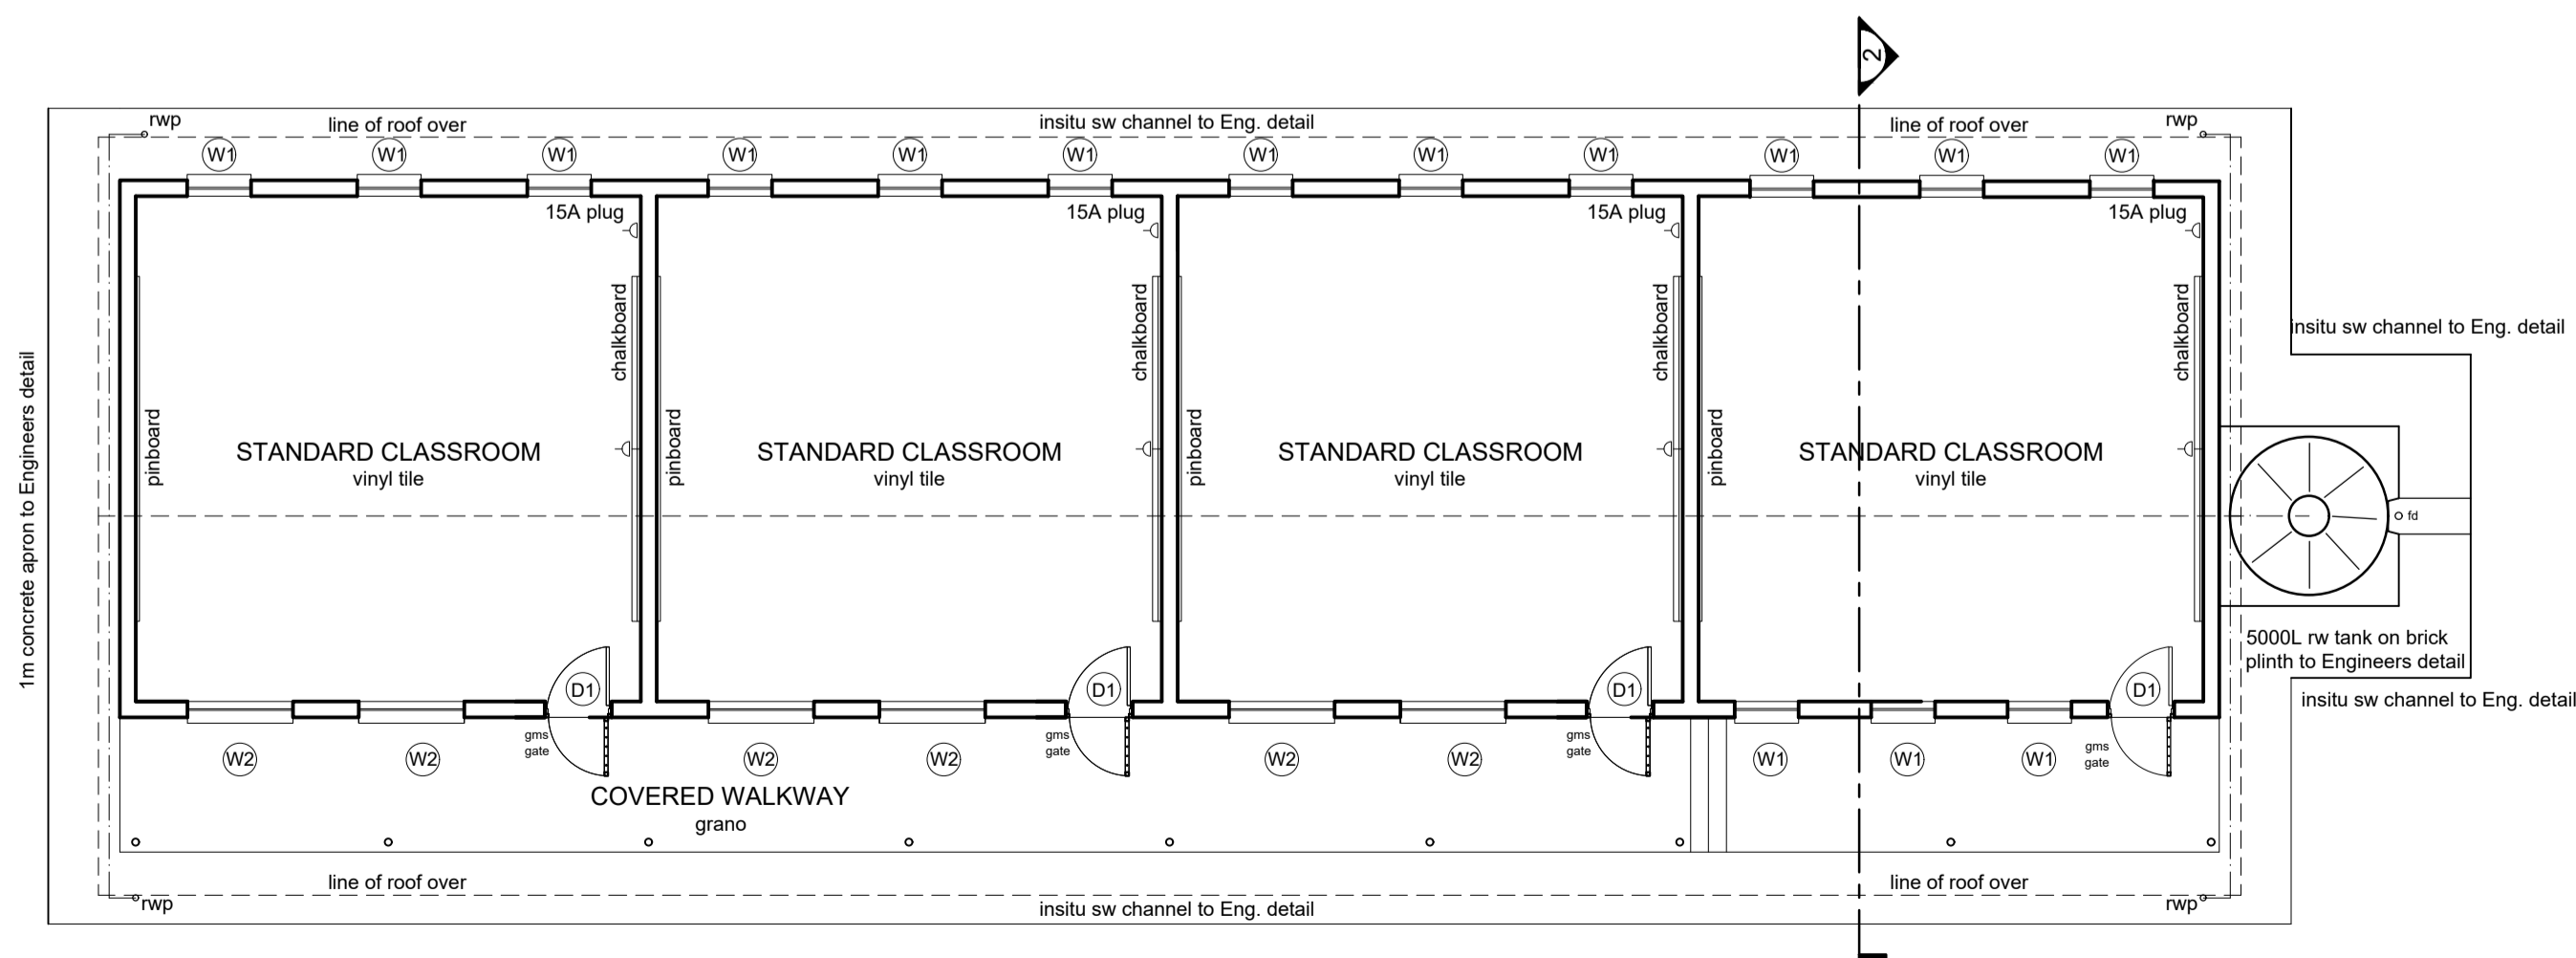 2
rwp
line of roof over
insitu sw channel to Eng. detail
line of roof over
rwp
W1 W1 W1 W1 W1 W1 W1 W1 W1 W1 W1 W1
15A plug 15A plug 15A plug 15A plug
insitu sw channel to Eng. detail
1m concrete apron to Engineers detail
pinboard
chalkboard
pinboard
chalkboard
pinboard
chalkboard
pinboard
chalkboard
STANDARD CLASSROOM
vinyl tile
STANDARD CLASSROOM
vinyl tile
STANDARD CLASSROOM
vinyl tile
STANDARD CLASSROOM
vinyl tile
fd
5000L rw tank on brick
plinth to Engineers detail
insitu sw channel to Eng. detail
D1 D1 D1 D1
gms
gate
gms
gate
gms
gate
gms
gate
W2 W2 W2 W2 W2 W2 W1 W1 W1
COVERED WALKWAY
grano
line of roof over
line of roof over
rwp
insitu sw channel to Eng. detail
rwp